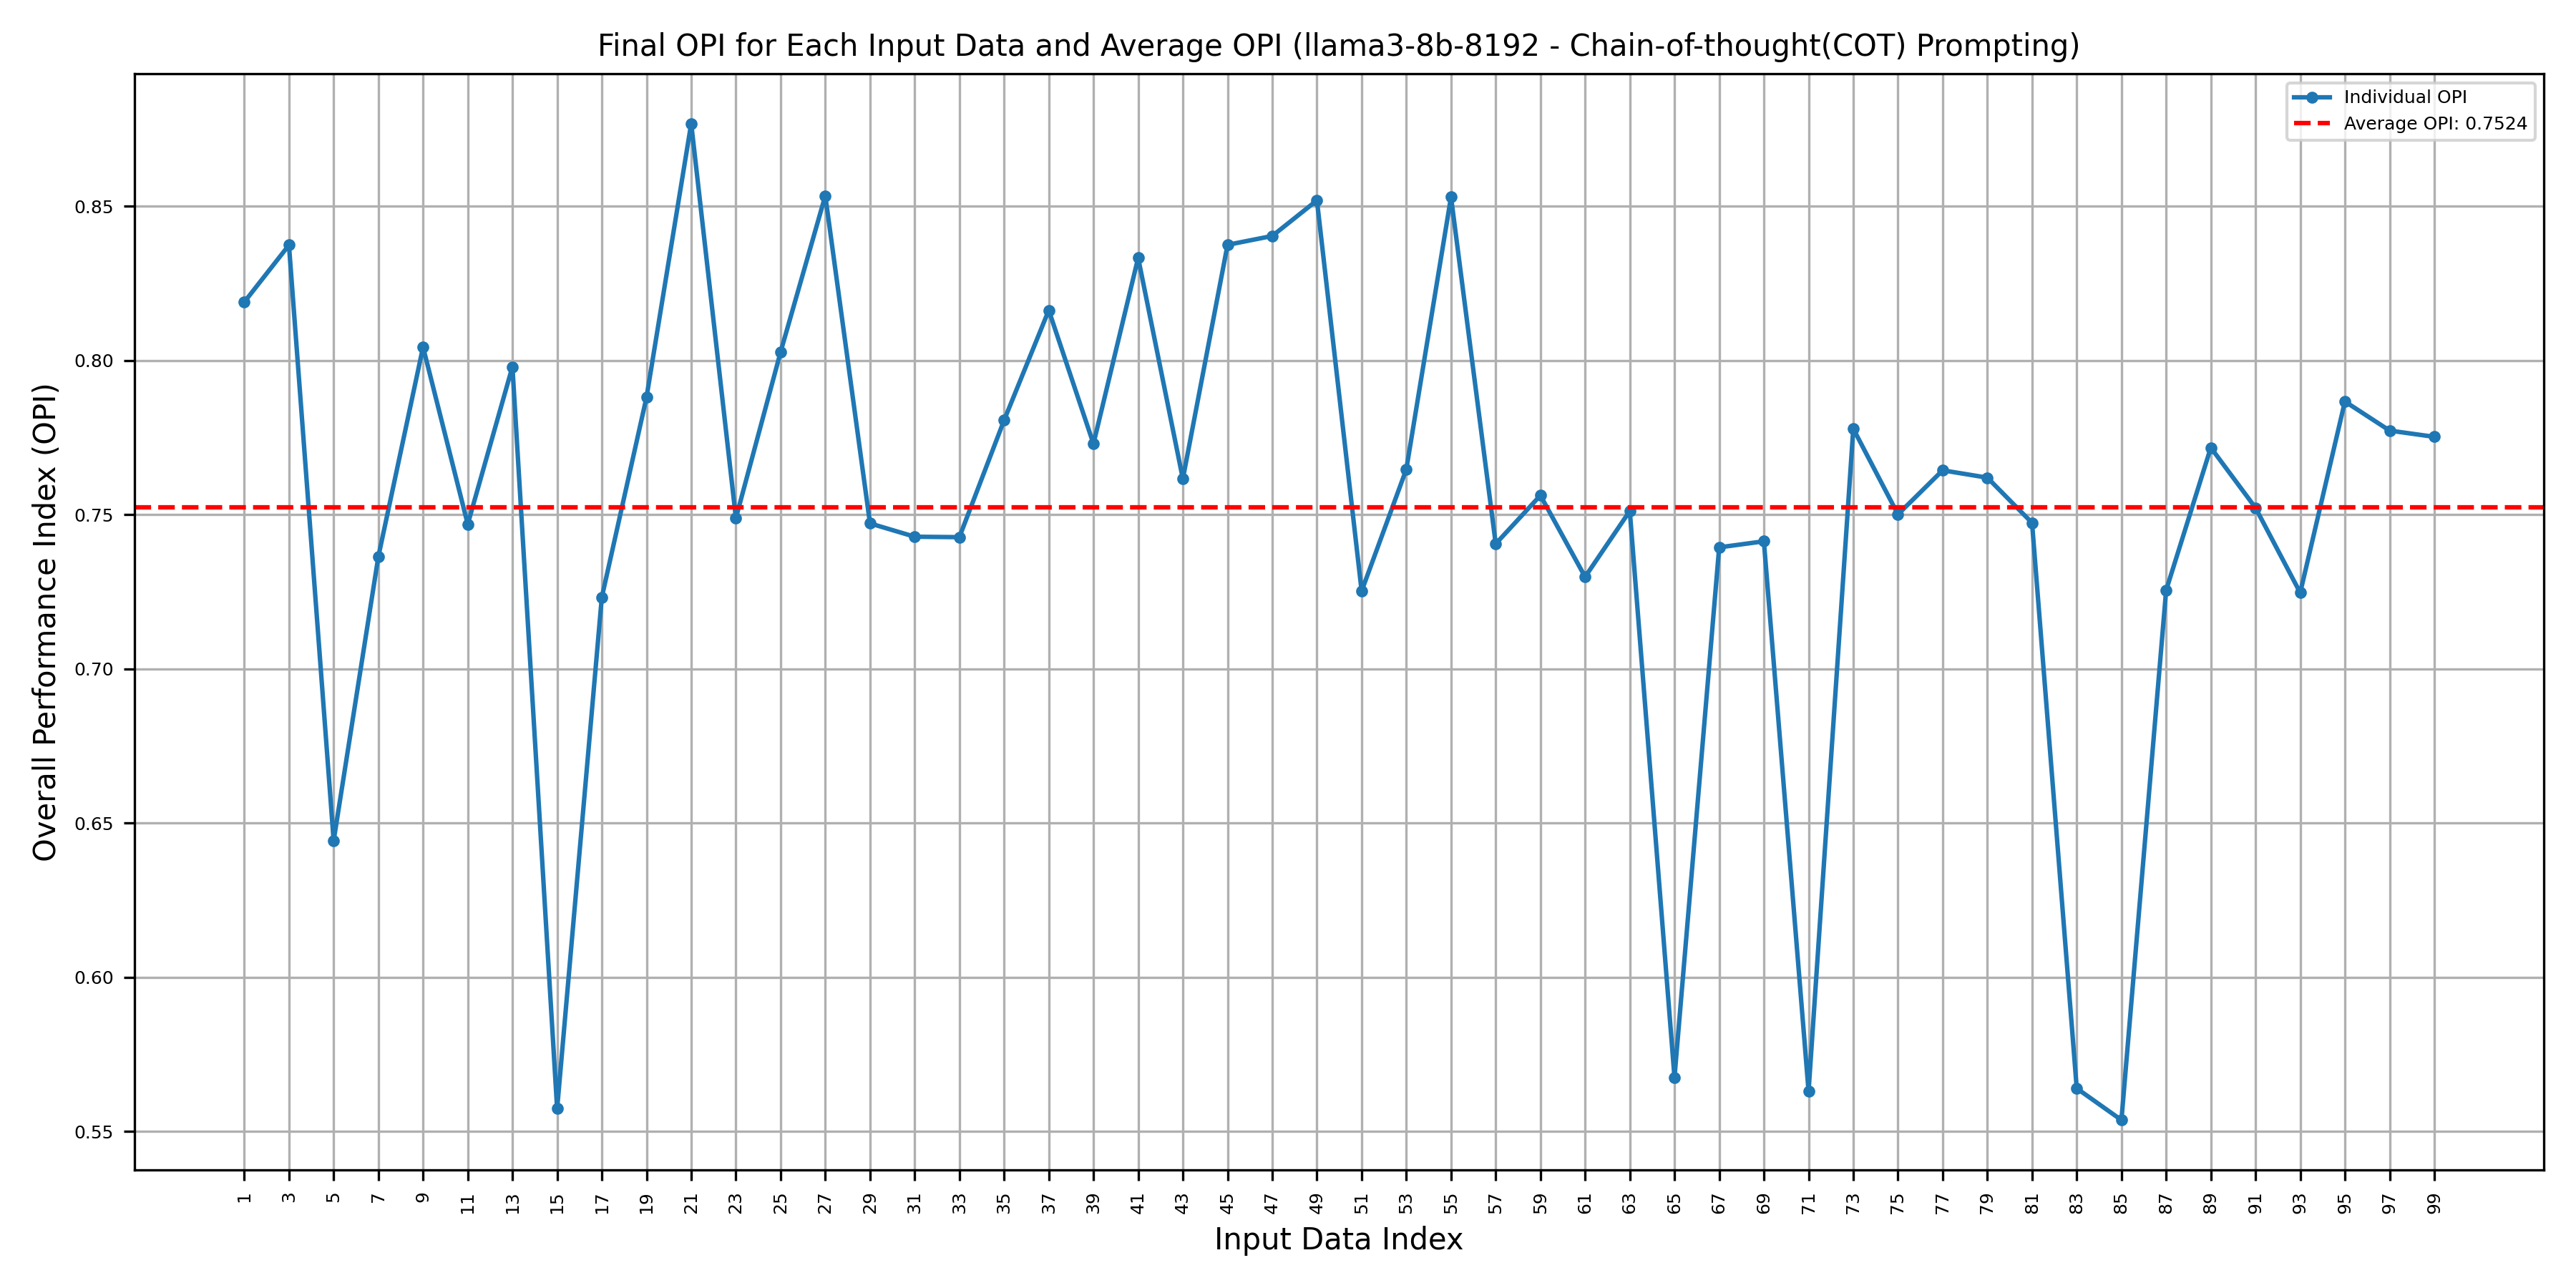 Final OPI for Each Input Data and Average OPI (llama3-8b-8192 - Chain-of-thought(COT) Prompting)
Individual OPI
Average OPI: 0.7524
Overall Performance Index (OPI)
0.85
0.80
0.75
0.70
0.65
0.60
0.55
1 3 5 7 9 11 13 15 17 19 21 23 25 27 29 31 33 35 37 39 41 43 45 47 49 51 53 55 57 59 61 63 65 67 69 71 73 75 77 79 81 83 85 87 89 91 93 95 97 99
Input Data Index